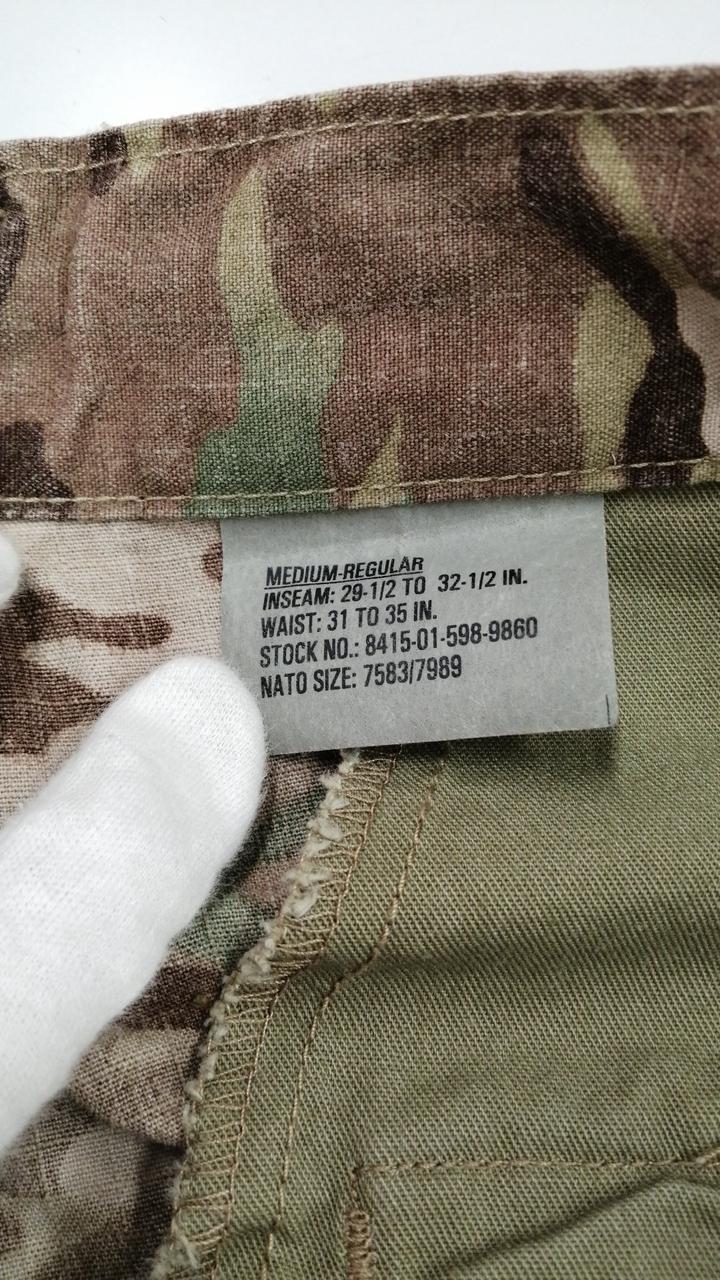 MEDIUM-REGULAR
INSEAM: 29-1/2 TO 32-1/2 IN.
WAIST: 31 TO 35 IN.
STOCK NO.: 8415-01-598-9860
NATO SIZE: 7583/7989